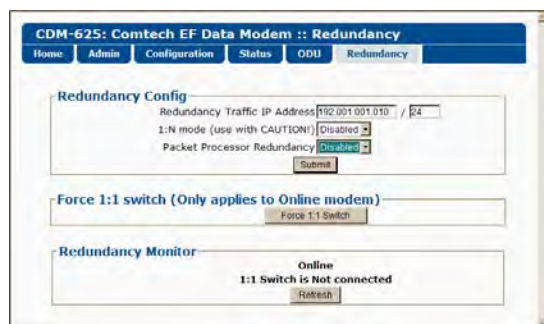 CDM-625: Comtech EF Data Modem :: Redundancy
Home Admin Configuration Status ODU Redundancy
Redundancy Config
Redundancy Traffic IP Address 192.001.001.010 / 24
1:N mode (use with CAUTION!) Disabled
Packet Processor Redundancy Disabled
Submit
Force 1:1 switch (Only applies to Online modem)
Force 1:1 Switch
Redundancy Monitor
Online
1:1 Switch is Not connected
Refresh